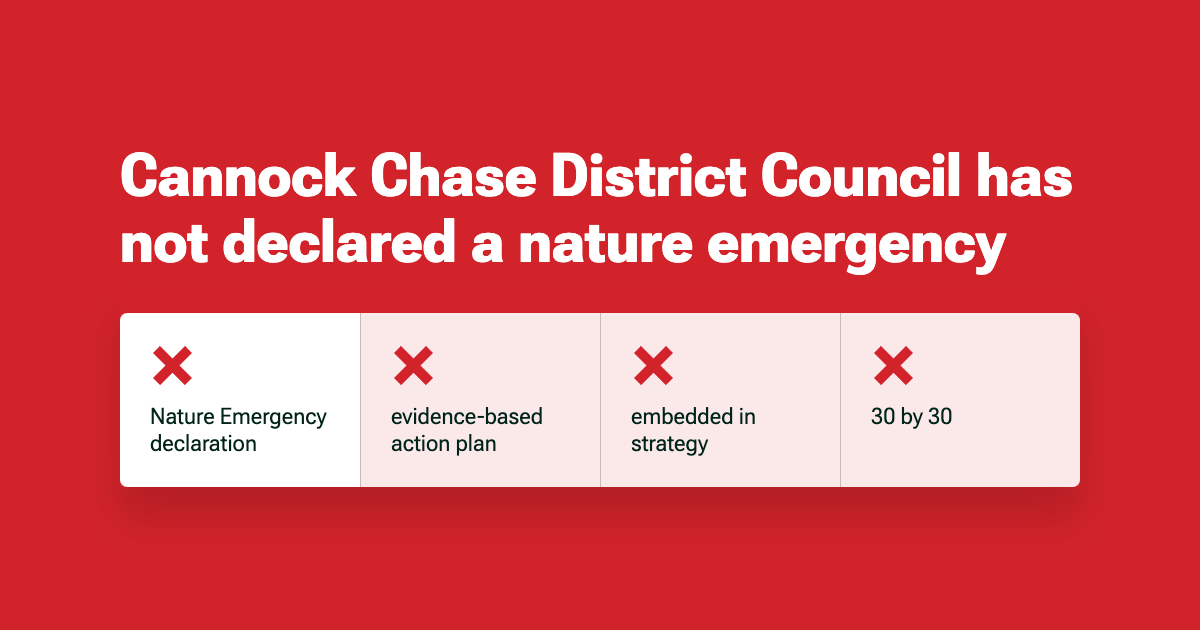 Cannock Chase District Council has
not declared a nature emergency
Nature Emergency
declaration
evidence-based
action plan
embedded in
strategy
30 by 30